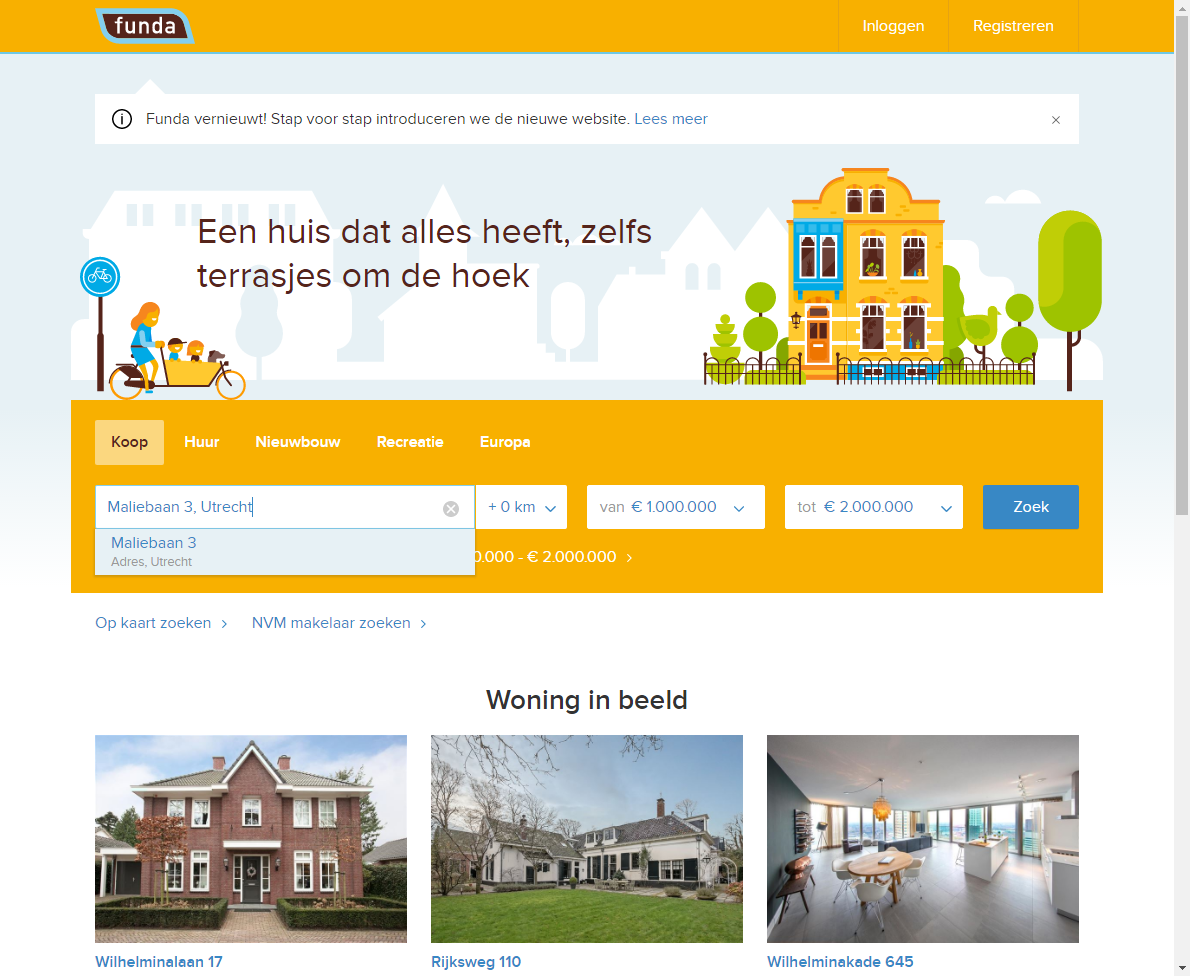 funda
Inloggen
Registreren
Funda vernieuwt! Stap voor stap introduceren we de nieuwe website. Lees meer
Een huis dat alles heeft, zelfs
terrasjes om de hoek
Koop
Huur
Nieuwbouw
Recreatie
Europa
Maliebaan 3, Utrecht
+ 0 km
van € 1.000.000
tot € 2.000.000
Zoek
Maliebaan 3
Adres, Utrecht
0.000 - € 2.000.000
Op kaart zoeken
NVM makelaar zoeken
Woning in beeld
Wilhelminalaan 17
Rijksweg 110
Wilhelminakade 645